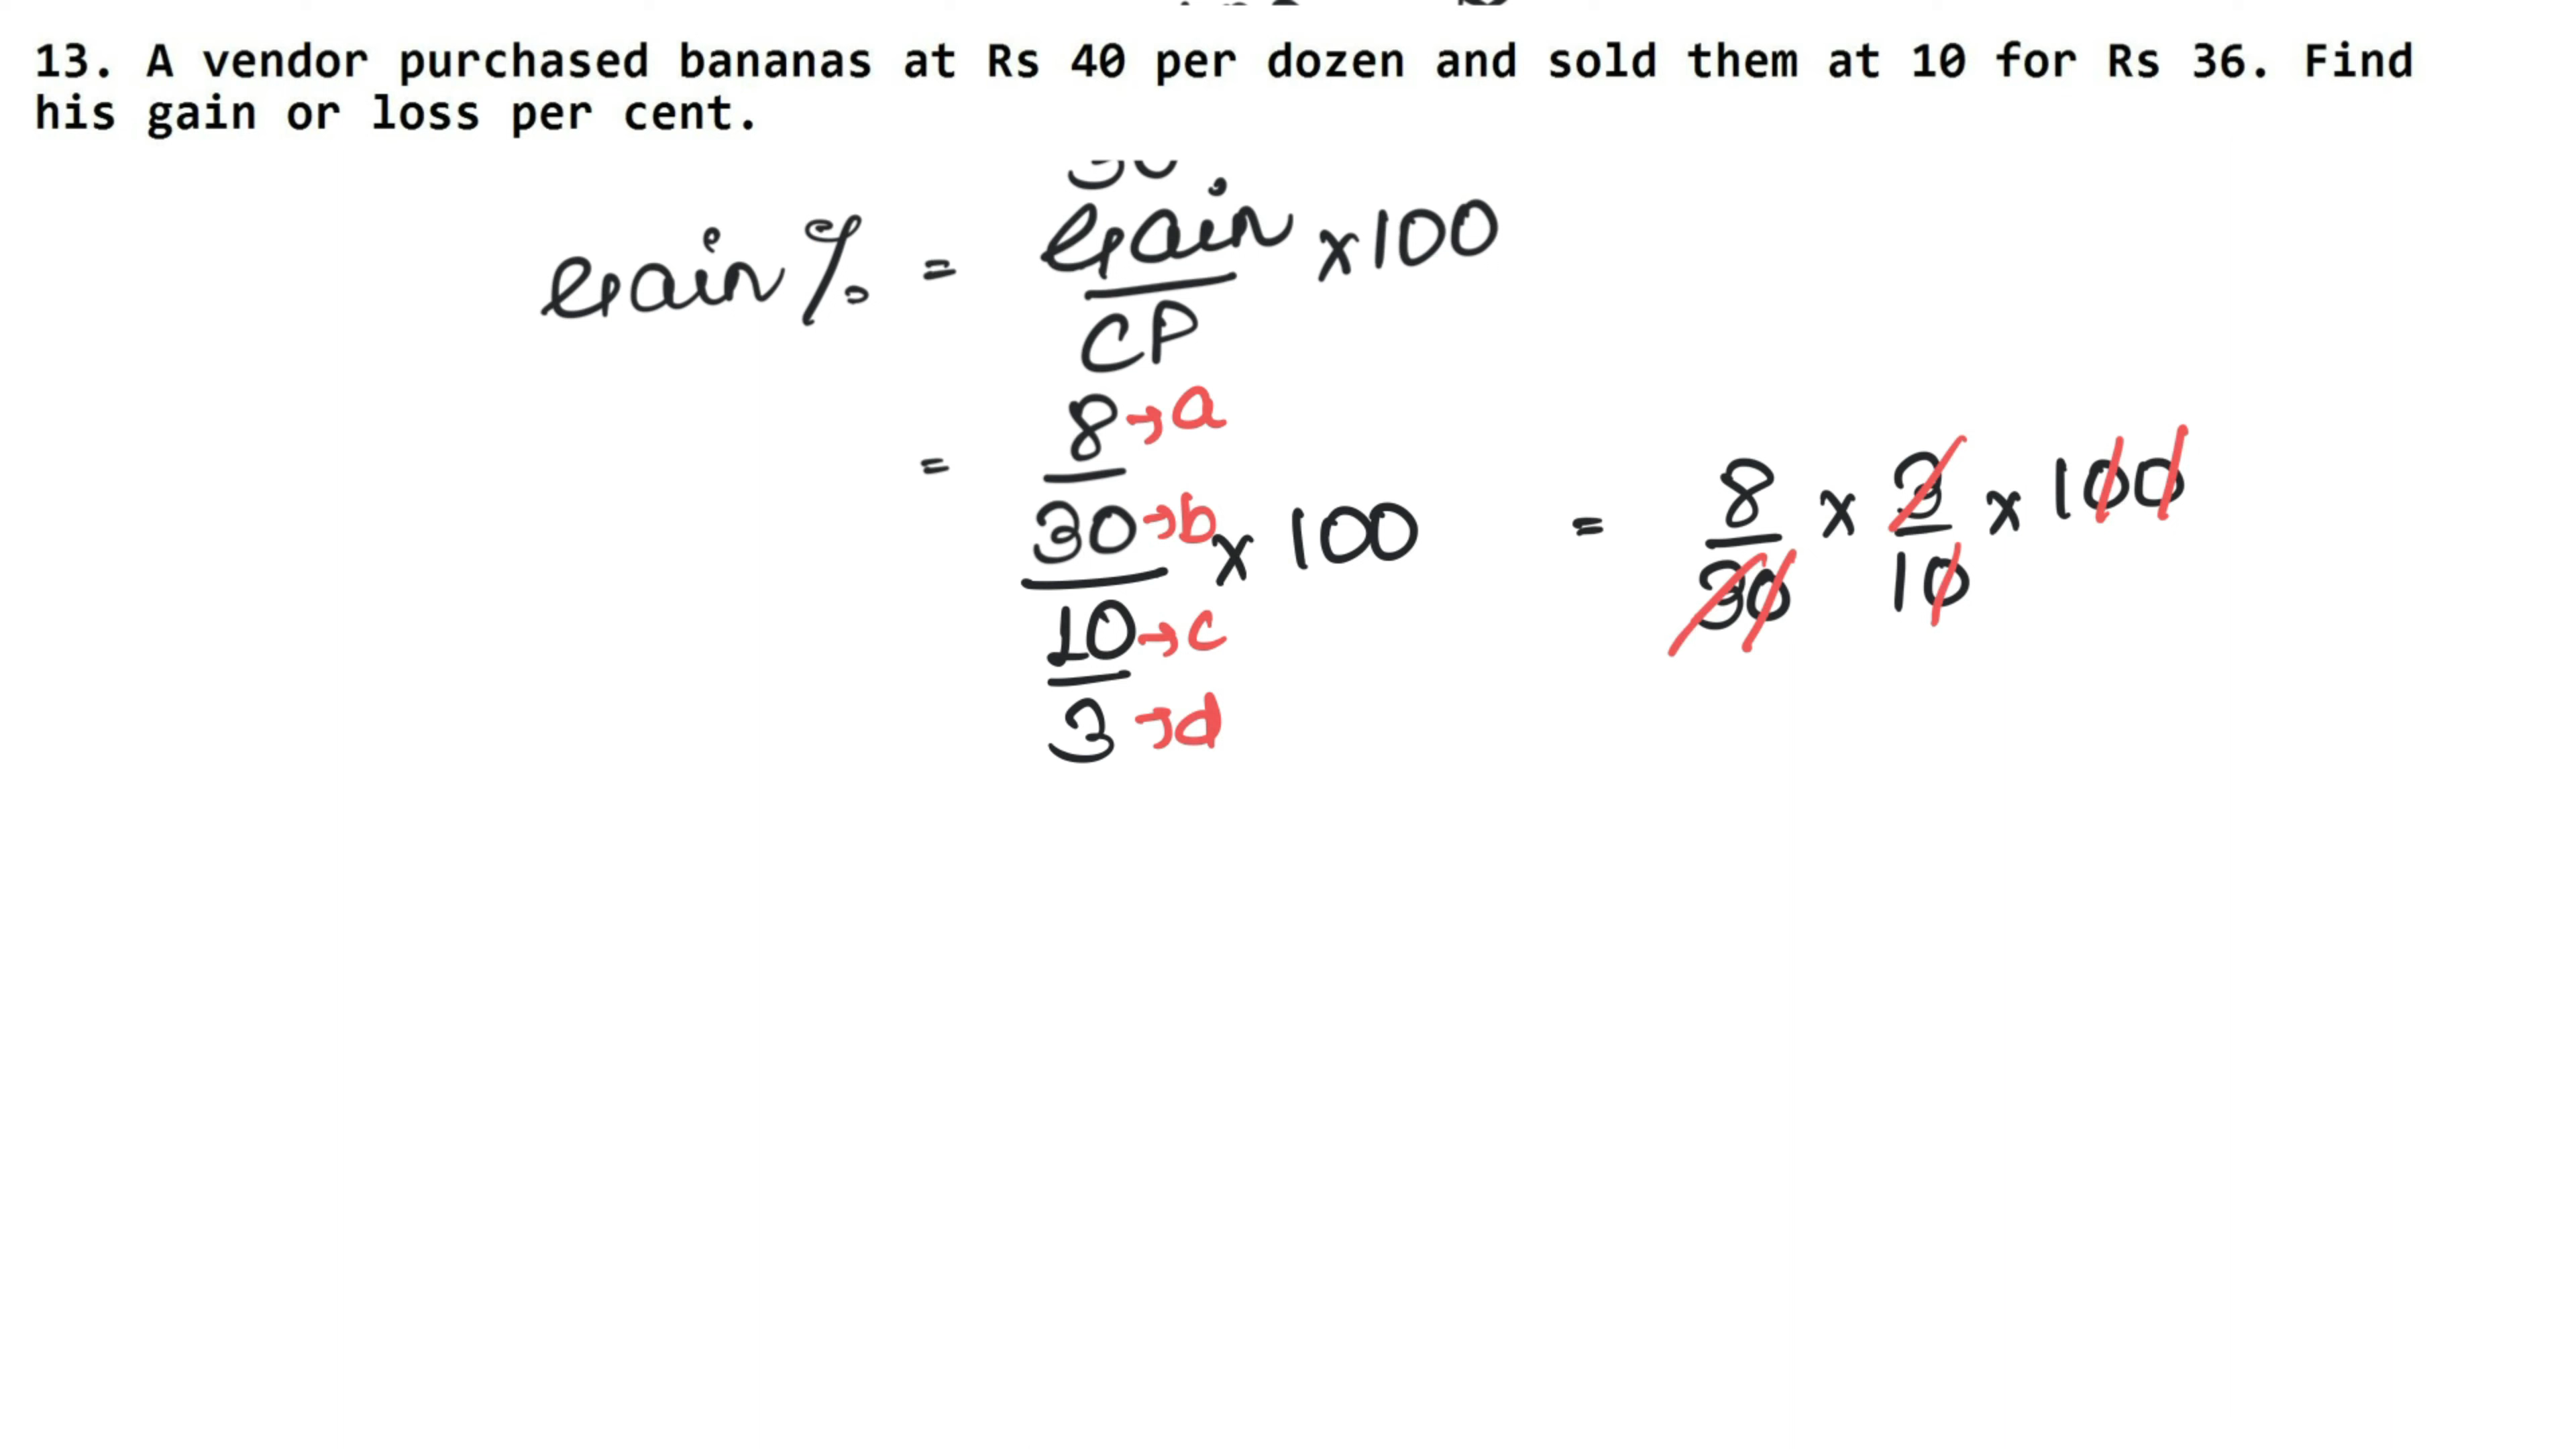 13. A vendor purchased bananas at Rs 40 per dozen and sold them at 10 for Rs 36. Find
his gain or loss per cent.
Gain % = Gain/CP x 100
= 8 → a
30 → b x 100 = 8/30 x 3/10 x 100
10 → c
3 → d